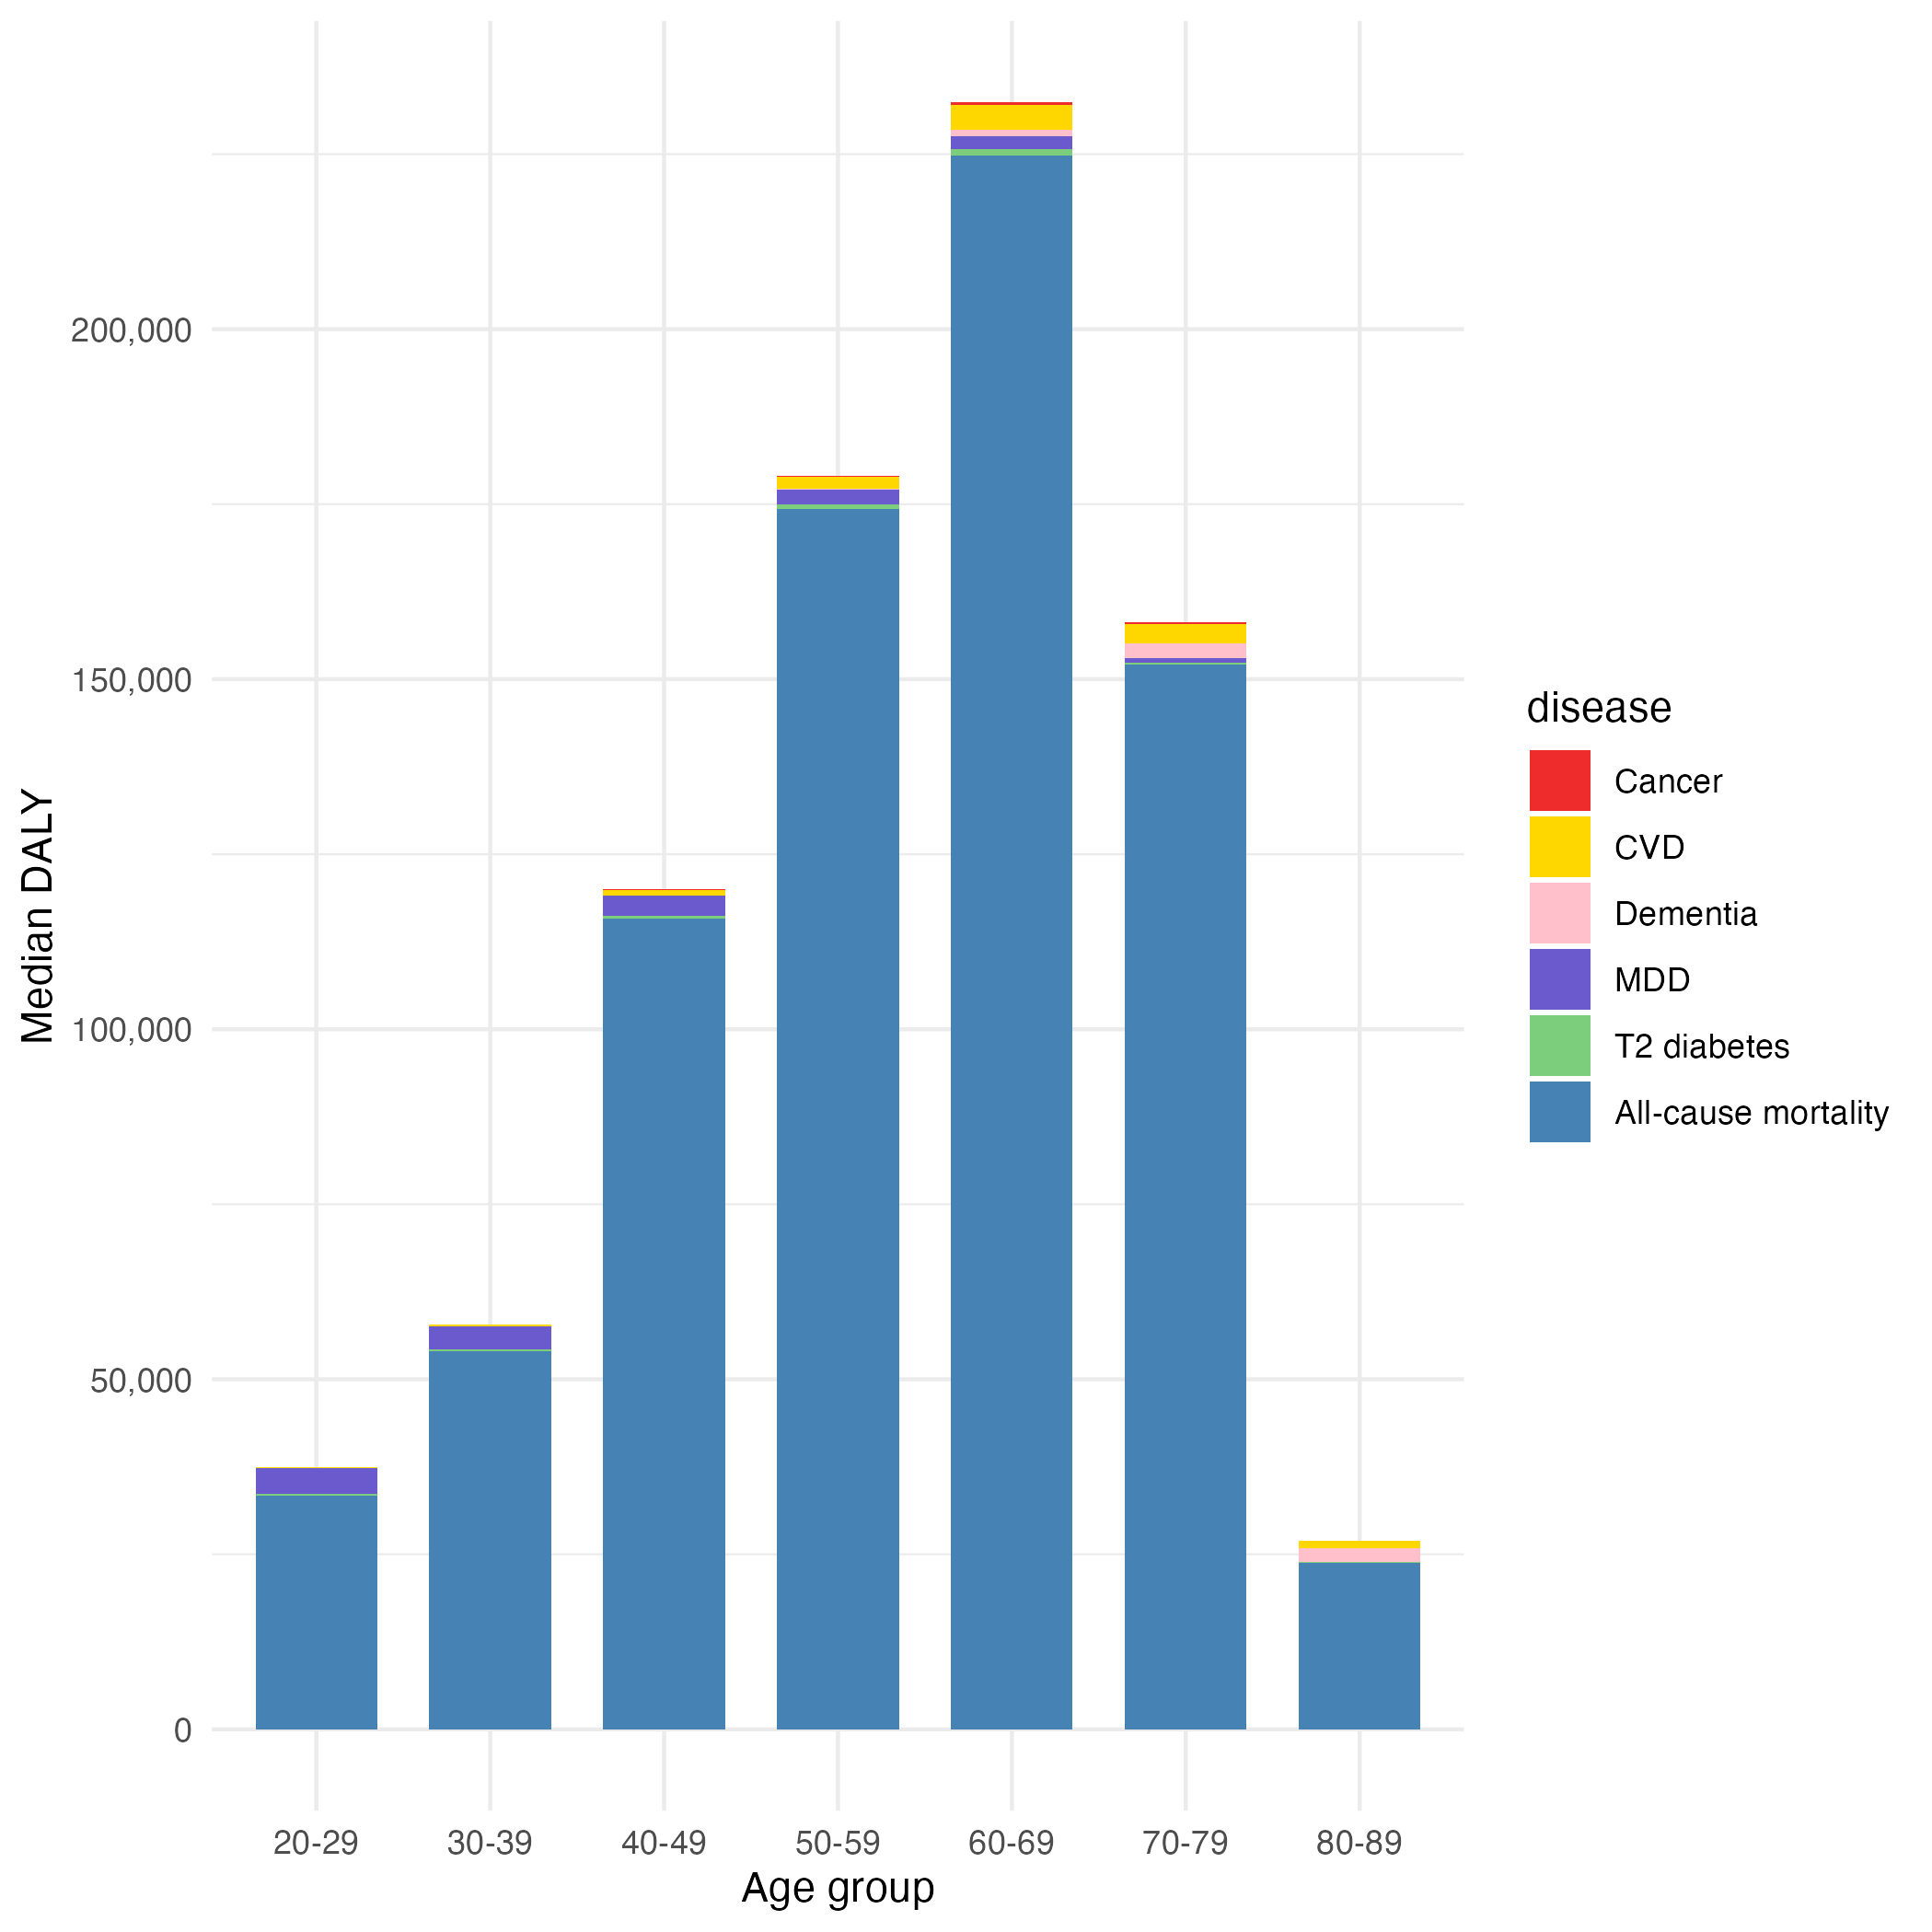 Median DALY
200,000
150,000
100,000
50,000
0
20-29
30-39
40-49
50-59
60-69
70-79
80-89
Age group
disease
Cancer
CVD
Dementia
MDD
T2 diabetes
All-cause mortality